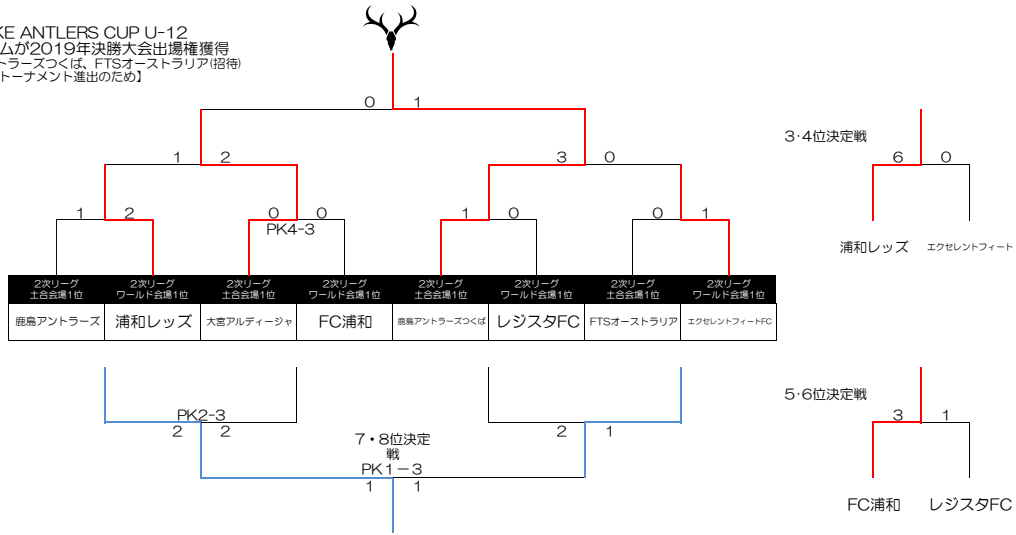 KE ANTLERS CUP U-12
ムが2019年決勝大会出場権獲得
トラーズつくば、FTSオーストラリア(招待)
トーナメント進出のため】
0 1
3・4位決定戦
1 2
3 0
6 0
1 2
0 0
1 0
0 1
PK4-3
浦和レッズ エクセレントフィート
2次リーグ
土合会場1位
2次リーグ
ワールド会場1位
2次リーグ
土合会場1位
2次リーグ
ワールド会場1位
2次リーグ
土合会場1位
2次リーグ
ワールド会場1位
2次リーグ
土合会場1位
2次リーグ
ワールド会場1位
鹿島アントラーズ 浦和レッズ 大宮アルディージャ FC浦和 鹿島アントラーズつくば レジスタFC FTSオーストラリア エクセレントフィートFC
5・6位決定戦
PK2-3
2 2
2 1
3 1
7・8位決定
戦
PK1-3
1 1
FC浦和 レジスタFC